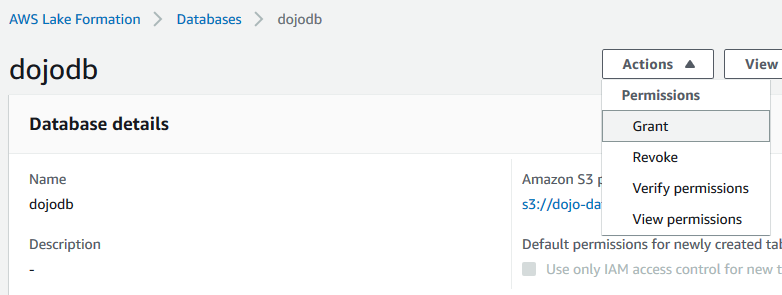 AWS Lake Formation > Databases > dojodb
dojodb
Actions ▲
View
Permissions
Grant
Revoke
Verify permissions
View permissions
Database details
Name
dojodb
Description
-
Amazon S3 p
s3://dojo-da
Default permissions for newly created tab
Use only IAM access control for new t